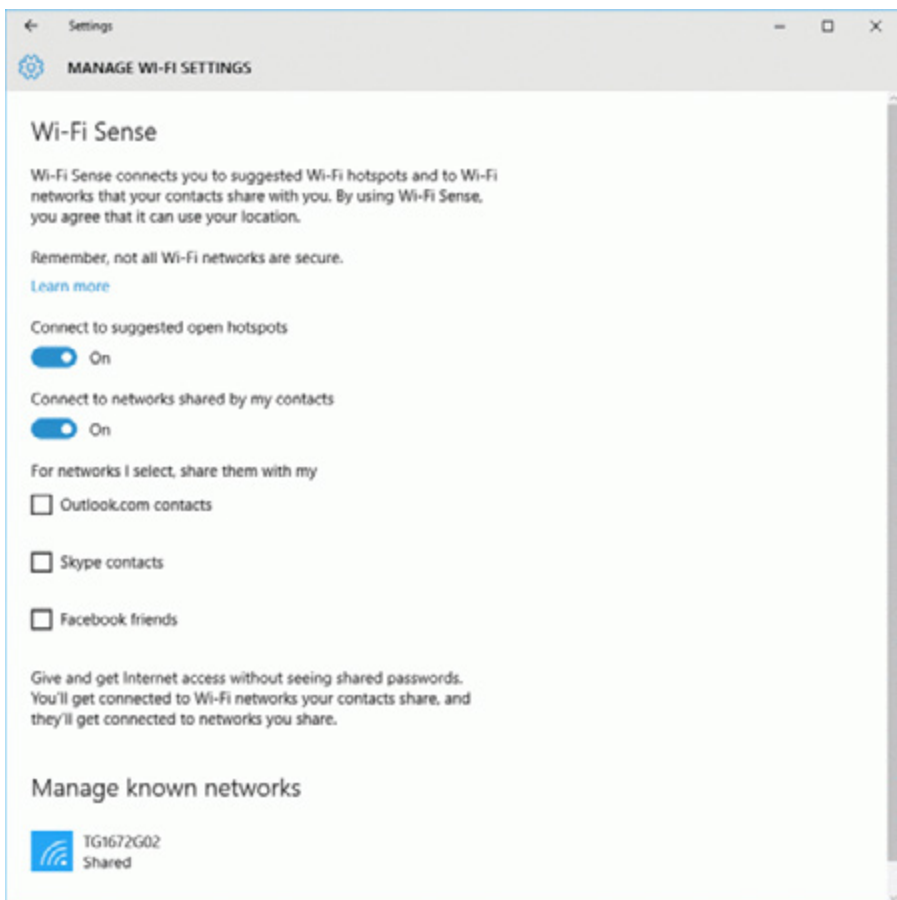 Settings
MANAGE WI-FI SETTINGS
Wi-Fi Sense
Wi-Fi Sense connects you to suggested Wi-Fi hotspots and to Wi-Fi
networks that your contacts share with you. By using Wi-Fi Sense,
you agree that it can use your location.
Remember, not all Wi-Fi networks are secure.
Learn more
Connect to suggested open hotspots
On
Connect to networks shared by my contacts
On
For networks I select, share them with my
Outlook.com contacts
Skype contacts
Facebook friends
Give and get Internet access without seeing shared passwords.
You'll get connected to Wi-Fi networks your contacts share, and
they'll get connected to networks you share.
Manage known networks
TG1672G02
Shared